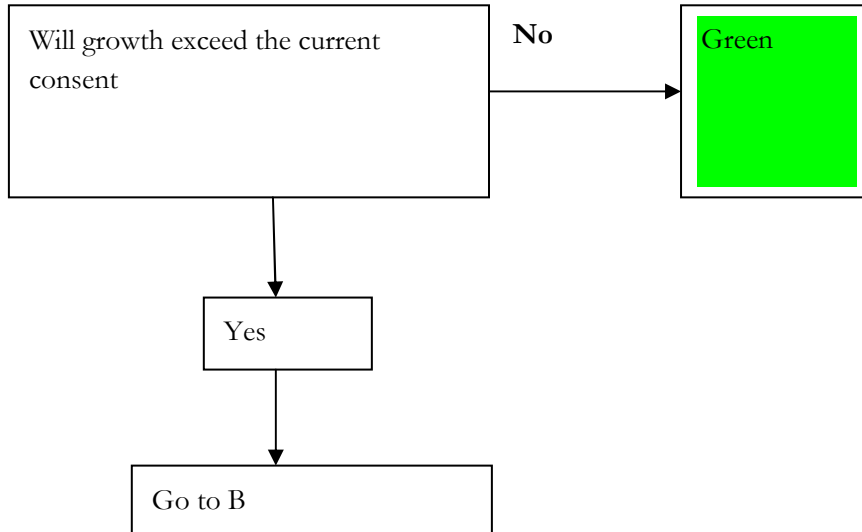 Will growth exceed the current
consent
No
Green
Yes
Go to B